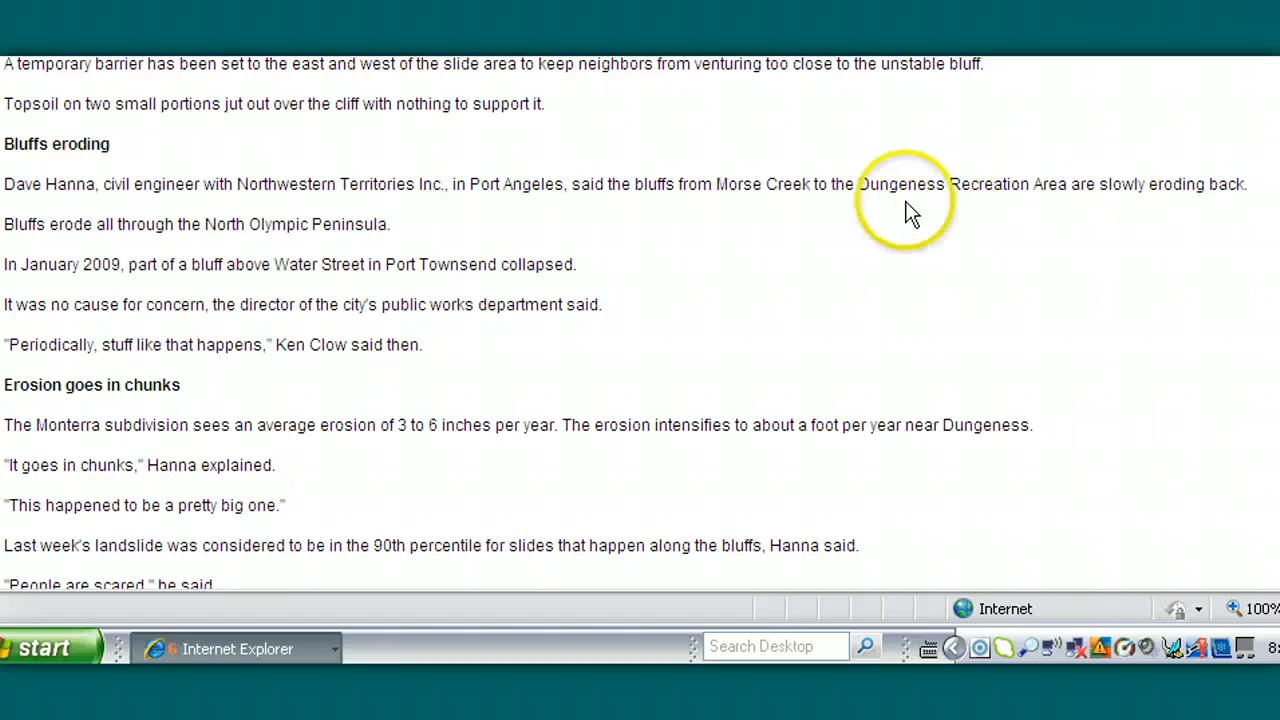 A temporary barrier has been set to the east and west of the slide area to keep neighbors from venturing too close to the unstable bluff.
Topsoil on two small portions jut out over the cliff with nothing to support it.
Bluffs eroding
Dave Hanna, civil engineer with Northwestern Territories Inc., in Port Angeles, said the bluffs from Morse Creek to the Dungeness Recreation Area are slowly eroding back.
Bluffs erode all through the North Olympic Peninsula.
In January 2009, part of a bluff above Water Street in Port Townsend collapsed.
It was no cause for concern, the director of the city's public works department said.
"Periodically, stuff like that happens," Ken Clow said then.
Erosion goes in chunks
The Monterra subdivision sees an average erosion of 3 to 6 inches per year. The erosion intensifies to about a foot per year near Dungeness.
"It goes in chunks," Hanna explained.
"This happened to be a pretty big one."
Last week's landslide was considered to be in the 90th percentile for slides that happen along the bluffs, Hanna said.
"People are scared," he said.
Internet 100%
start 6 Internet Explorer Search Desktop 8: